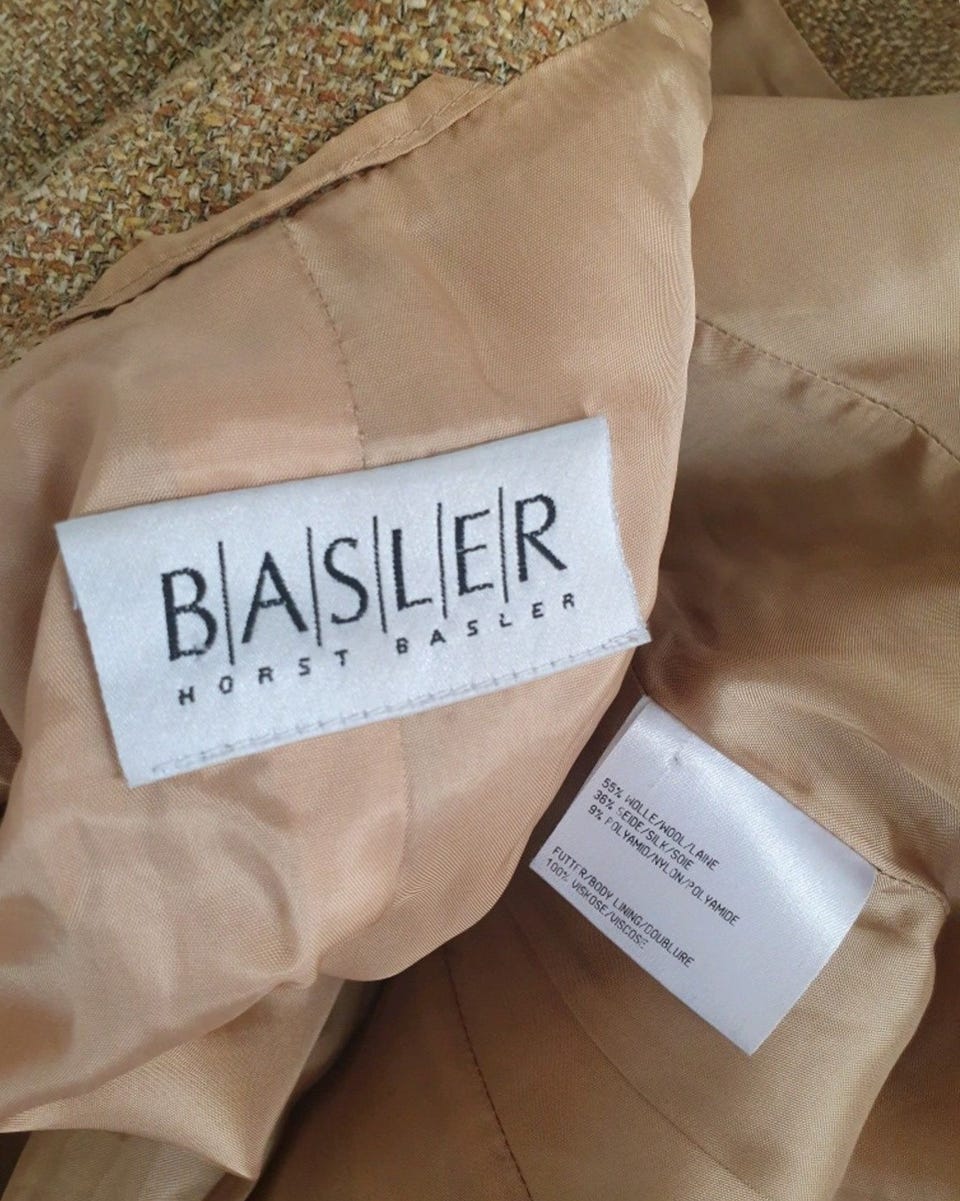 B|A|S|L|E|R
HORST BASLER
55% WOLLE/WOOL/LAINE
36% SEIDE/SILK/SOIE
9% POLYAMID/NYLON/POLYAMIDE
FUTTER/BODY LINING/DOUBLURE
100% VISKOSE/VISCOSE